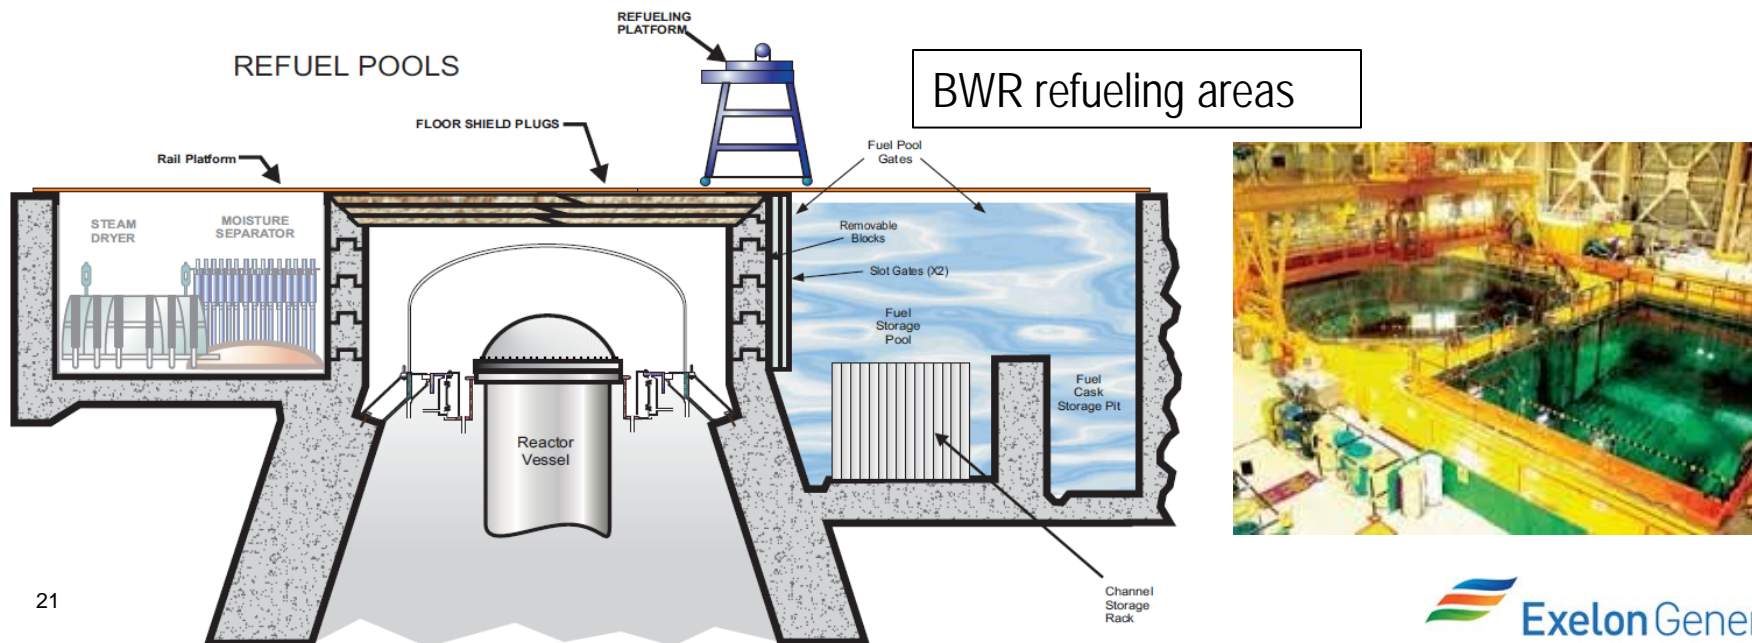 REFUELING
PLATFORM
REFUEL POOLS
BWR refueling areas
FLOOR SHIELD PLUGS
Rail Platform
Fuel Pool
Gates
STEAM
DRYER
MOISTURE
SEPARATOR
Removable
Blocks
Slot Gates (X2)
Fuel
Storage
Pool
Fuel
Cask
Storage Pit
Reactor
Vessel
Channel
Storage
Rack
21
Exelon Gener